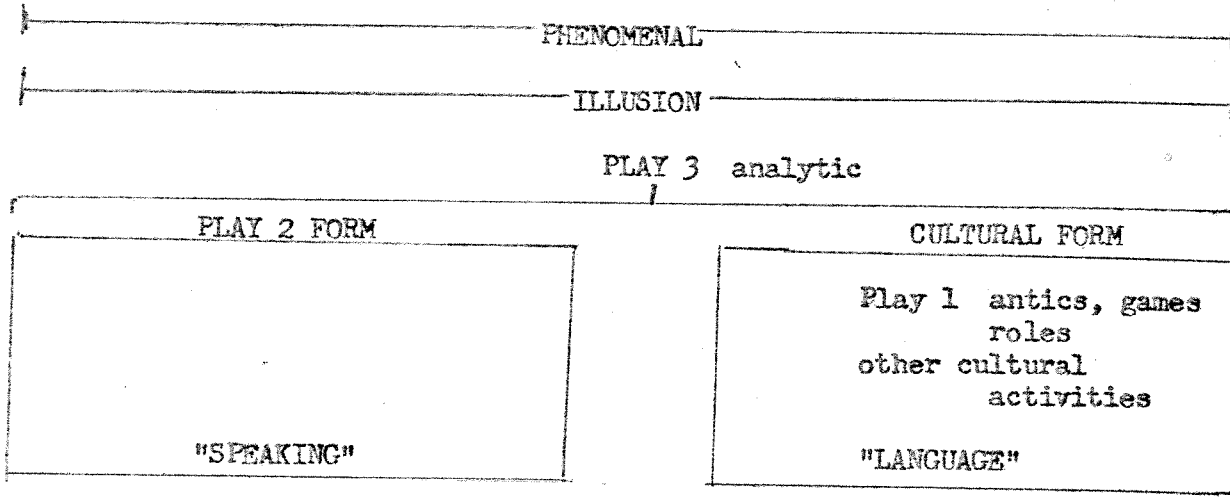 PHENOMENAL
ILLUSION
PLAY 3 analytic
PLAY 2 FORM
CULTURAL FORM
Play 1 antics, games
roles
other cultural
activities
"SPEAKING"
"LANGUAGE"